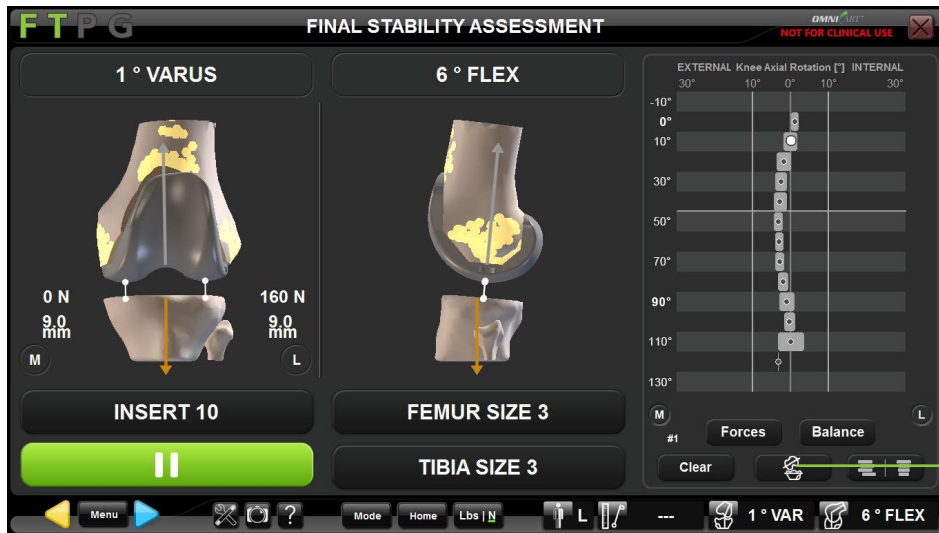 FTPG
FINAL STABILITY ASSESSMENT
OMNIBOTICS
NOT FOR CLINICAL USE
1 ° VARUS
6 ° FLEX
EXTERNAL Knee Axial Rotation [°] INTERNAL
30° 10° 0° 10° 30°
-10°
0°
10°
30°
50°
70°
90°
110°
130°
0 N
160 N
9.0
mm
9.0
mm
M
L
INSERT 10
FEMUR SIZE 3
TIBIA SIZE 3
M
L
#1
Forces
Balance
Clear
Menu
?
Mode
Home
Lbs | N
L
---
1 ° VAR
6 ° FLEX